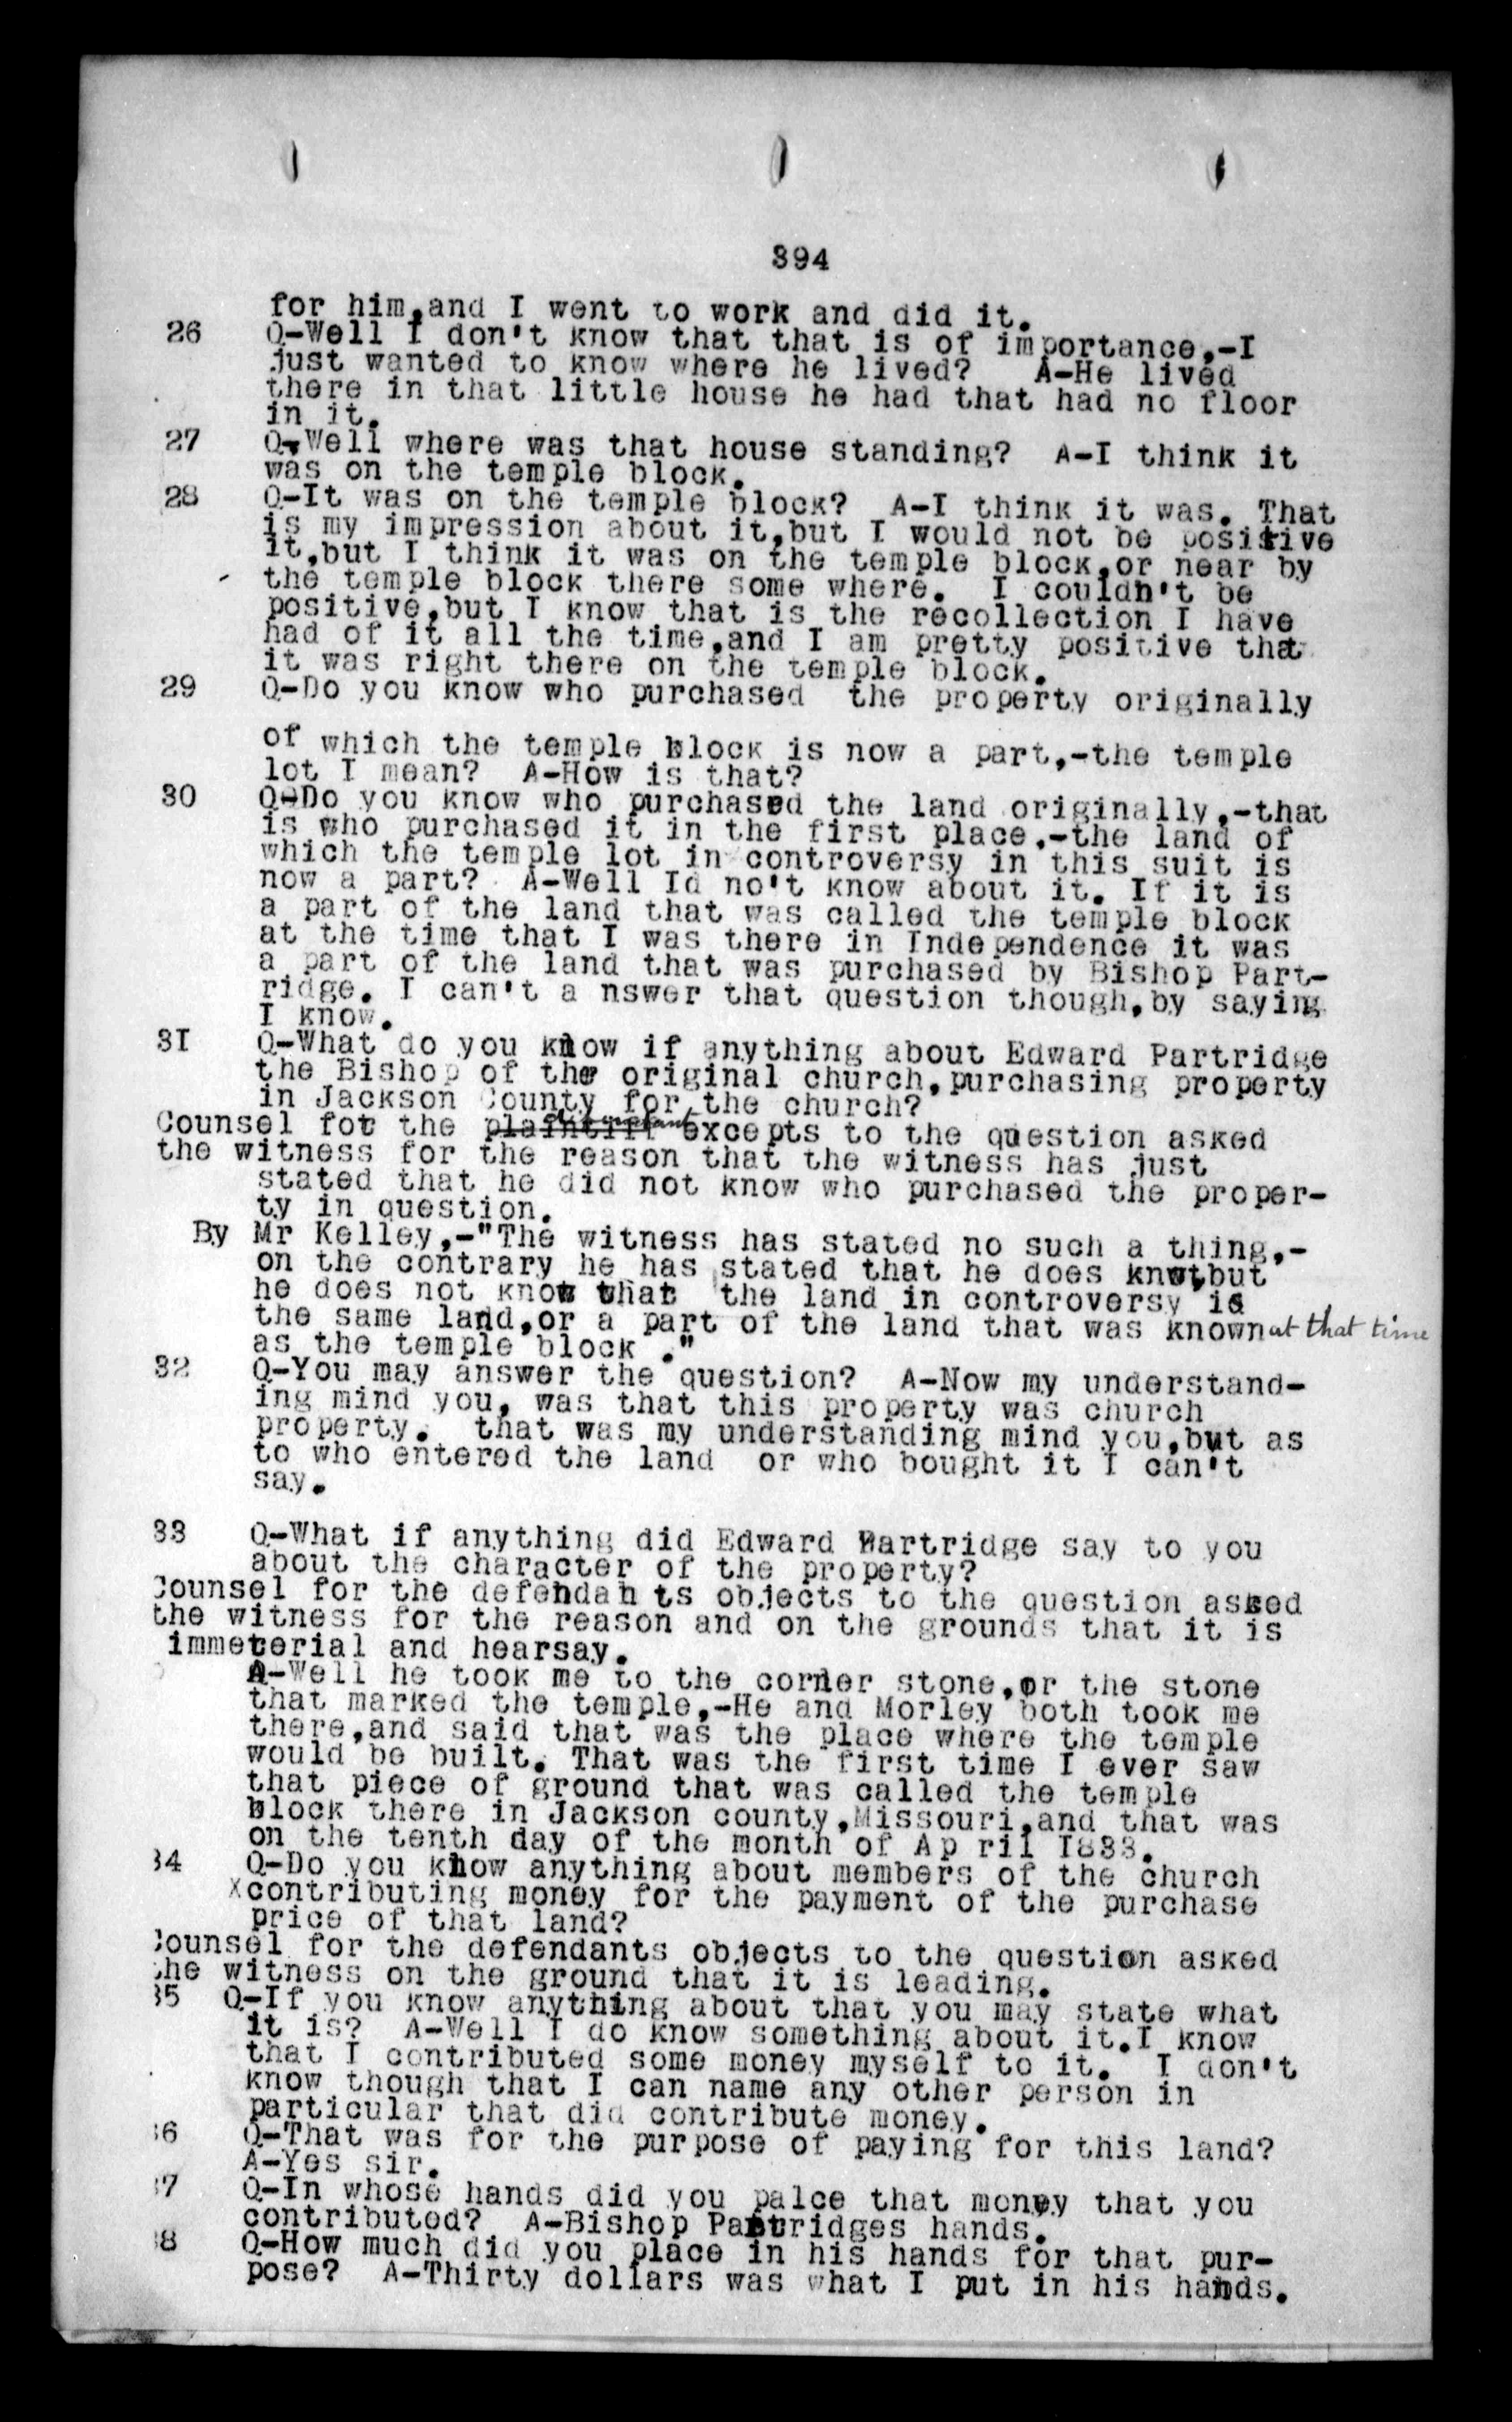 394
for him,and I went to work and did it.
26 Q-Well I don't know that that is of importance,-I
just wanted to know where he lived? A-He lived
there in that little house he had that had no floor
in it.
27 Q-Well where was that house standing? A-I think it
was on the temple block.
28 Q-It was on the temple block? A-I think it was. That
is my impression about it,but I would not be positive
it,but I think it was on the temple block,or near by
the temple block there some where. I couldn't be
positive,but I know that is the recollection I have
had of it all the time,and I am pretty positive that
it was right there on the temple block.
29 Q-Do you know who purchased the property originally
of which the temple block is now a part,-the temple
lot I mean? A-How is that?
30 Q-Do you know who purchased the land originally,-that
is who purchased it in the first place.-the land of
which the temple lot in controversy in this suit is
now a part? A-Well Id no't know about it. If it is
a part of the land that was called the temple block
at the time that I was there in Independence it was
a part of the land that was purchased by Bishop Part-
ridge. I can't a nswer that question though,by saying
I know.
31 Q-What do you know if anything about Edward Partridge
the Bishop of the original church,purchasing property
in Jackson County for the church?
Counsel for the plaintiff defendant excepts to the question asked
the witness for the reason that the witness has just
stated that he did not know who purchased the proper-
ty in question.
By Mr Kelley,-"The witness has stated no such a thing,-
on the contrary he has stated that he does know,but
he does not know that the land in controversy is
the same land,or a part of the land that was known at that time
as the temple block ."
32 Q-You may answer the question? A-Now my understand-
ing mind you, was that this property was church
property. that was my understanding mind you,but as
to who entered the land or who bought it I can't
say.
33 Q-What if anything did Edward Partridge say to you
about the character of the property?
Counsel for the defendan ts objects to the question asked
the witness for the reason and on the grounds that it is
immeterial and hearsay.
A-Well he took me to the corner stone,or the stone
that marked the temple,-He and Morley both took me
there,and said that was the place where the temple
would be built. That was the first time I ever saw
that piece of ground that was called the temple
block there in Jackson county,Missouri,and that was
on the tenth day of the month of Ap ril 1833.
34 Q-Do you know anything about members of the church
Xcontributing money for the payment of the purchase
price of that land?
Counsel for the defendants objects to the question asked
the witness on the ground that it is leading.
35 Q-If you know anything about that you may state what
it is? A-Well I do know something about it.I know
that I contributed some money myself to it. I don't
know though that I can name any other person in
particular that did contribute money.
36 Q-That was for the purpose of paying for this land?
A-Yes sir.
37 Q-In whose hands did you palce that money that you
contributed? A-Bishop Partridges hands.
38 Q-How much did you place in his hands for that pur-
pose? A-Thirty dollars was what I put in his hands.